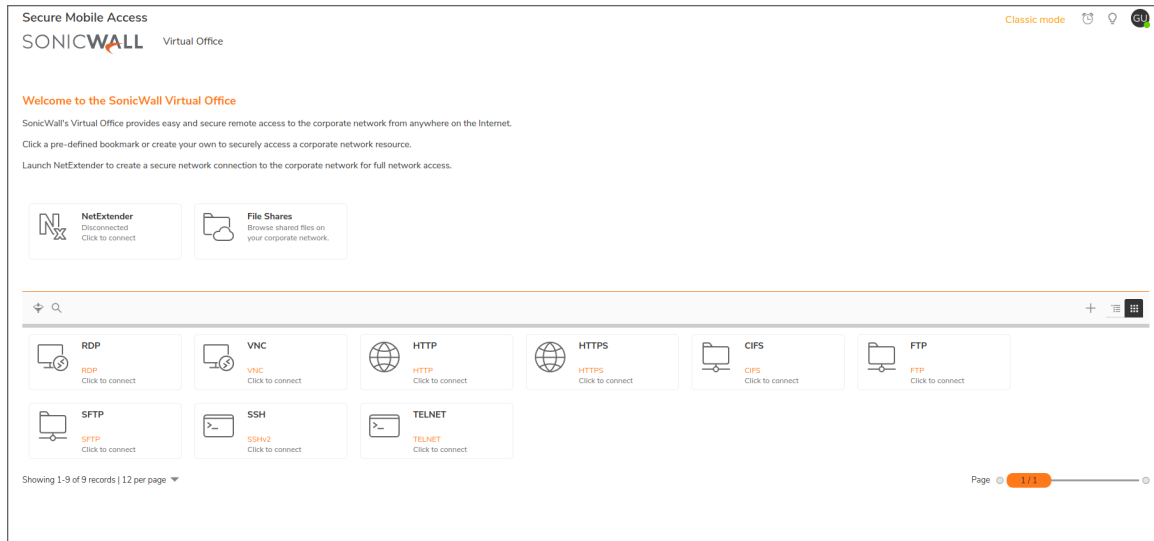 Secure Mobile Access
Classic mode
GU
SONICWALL
Virtual Office
Welcome to the SonicWall Virtual Office
SonicWall's Virtual Office provides easy and secure remote access to the corporate network from anywhere on the Internet.
Click a pre-defined bookmark or create your own to securely access a corporate network resource.
Launch NetExtender to create a secure network connection to the corporate network for full network access.
Nx
NetExtender
Disconnected
Click to connect
File Shares
Browse shared files on
your corporate network.
RDP
RDP
Click to connect
VNC
VNC
Click to connect
HTTP
HTTP
Click to connect
HTTPS
HTTPS
Click to connect
CIFS
CIFS
Click to connect
FTP
FTP
Click to connect
SFTP
SFTP
Click to connect
SSH
SSHv2
Click to connect
TELNET
TELNET
Click to connect
Showing 1-9 of 9 records | 12 per page
Page
1 / 1